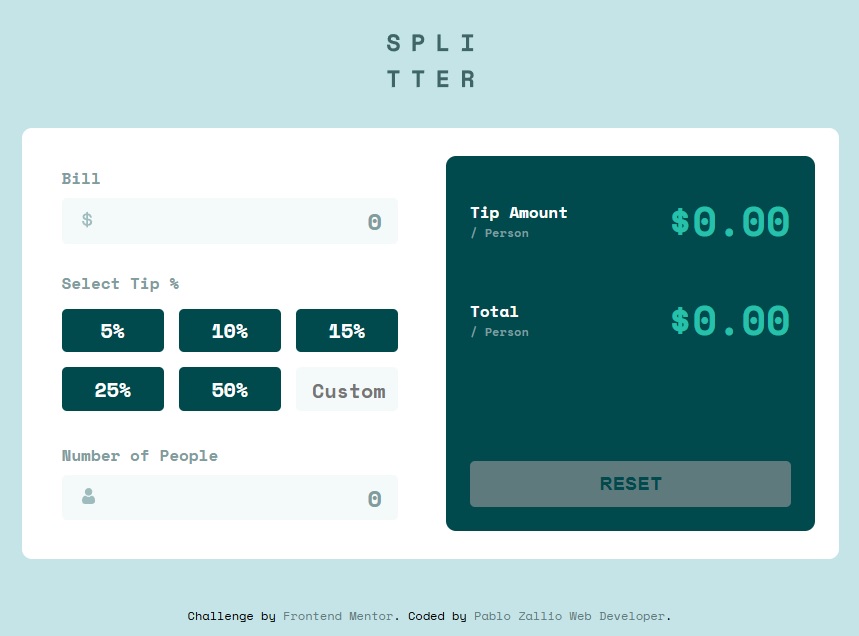 SPLI
TTER
Bill
$ 0
Select Tip %
5% 10% 15%
25% 50% Custom
Number of People
0
Tip Amount
/ Person
$0.00
Total
/ Person
$0.00
RESET
Challenge by Frontend Mentor. Coded by Pablo Zallio Web Developer.